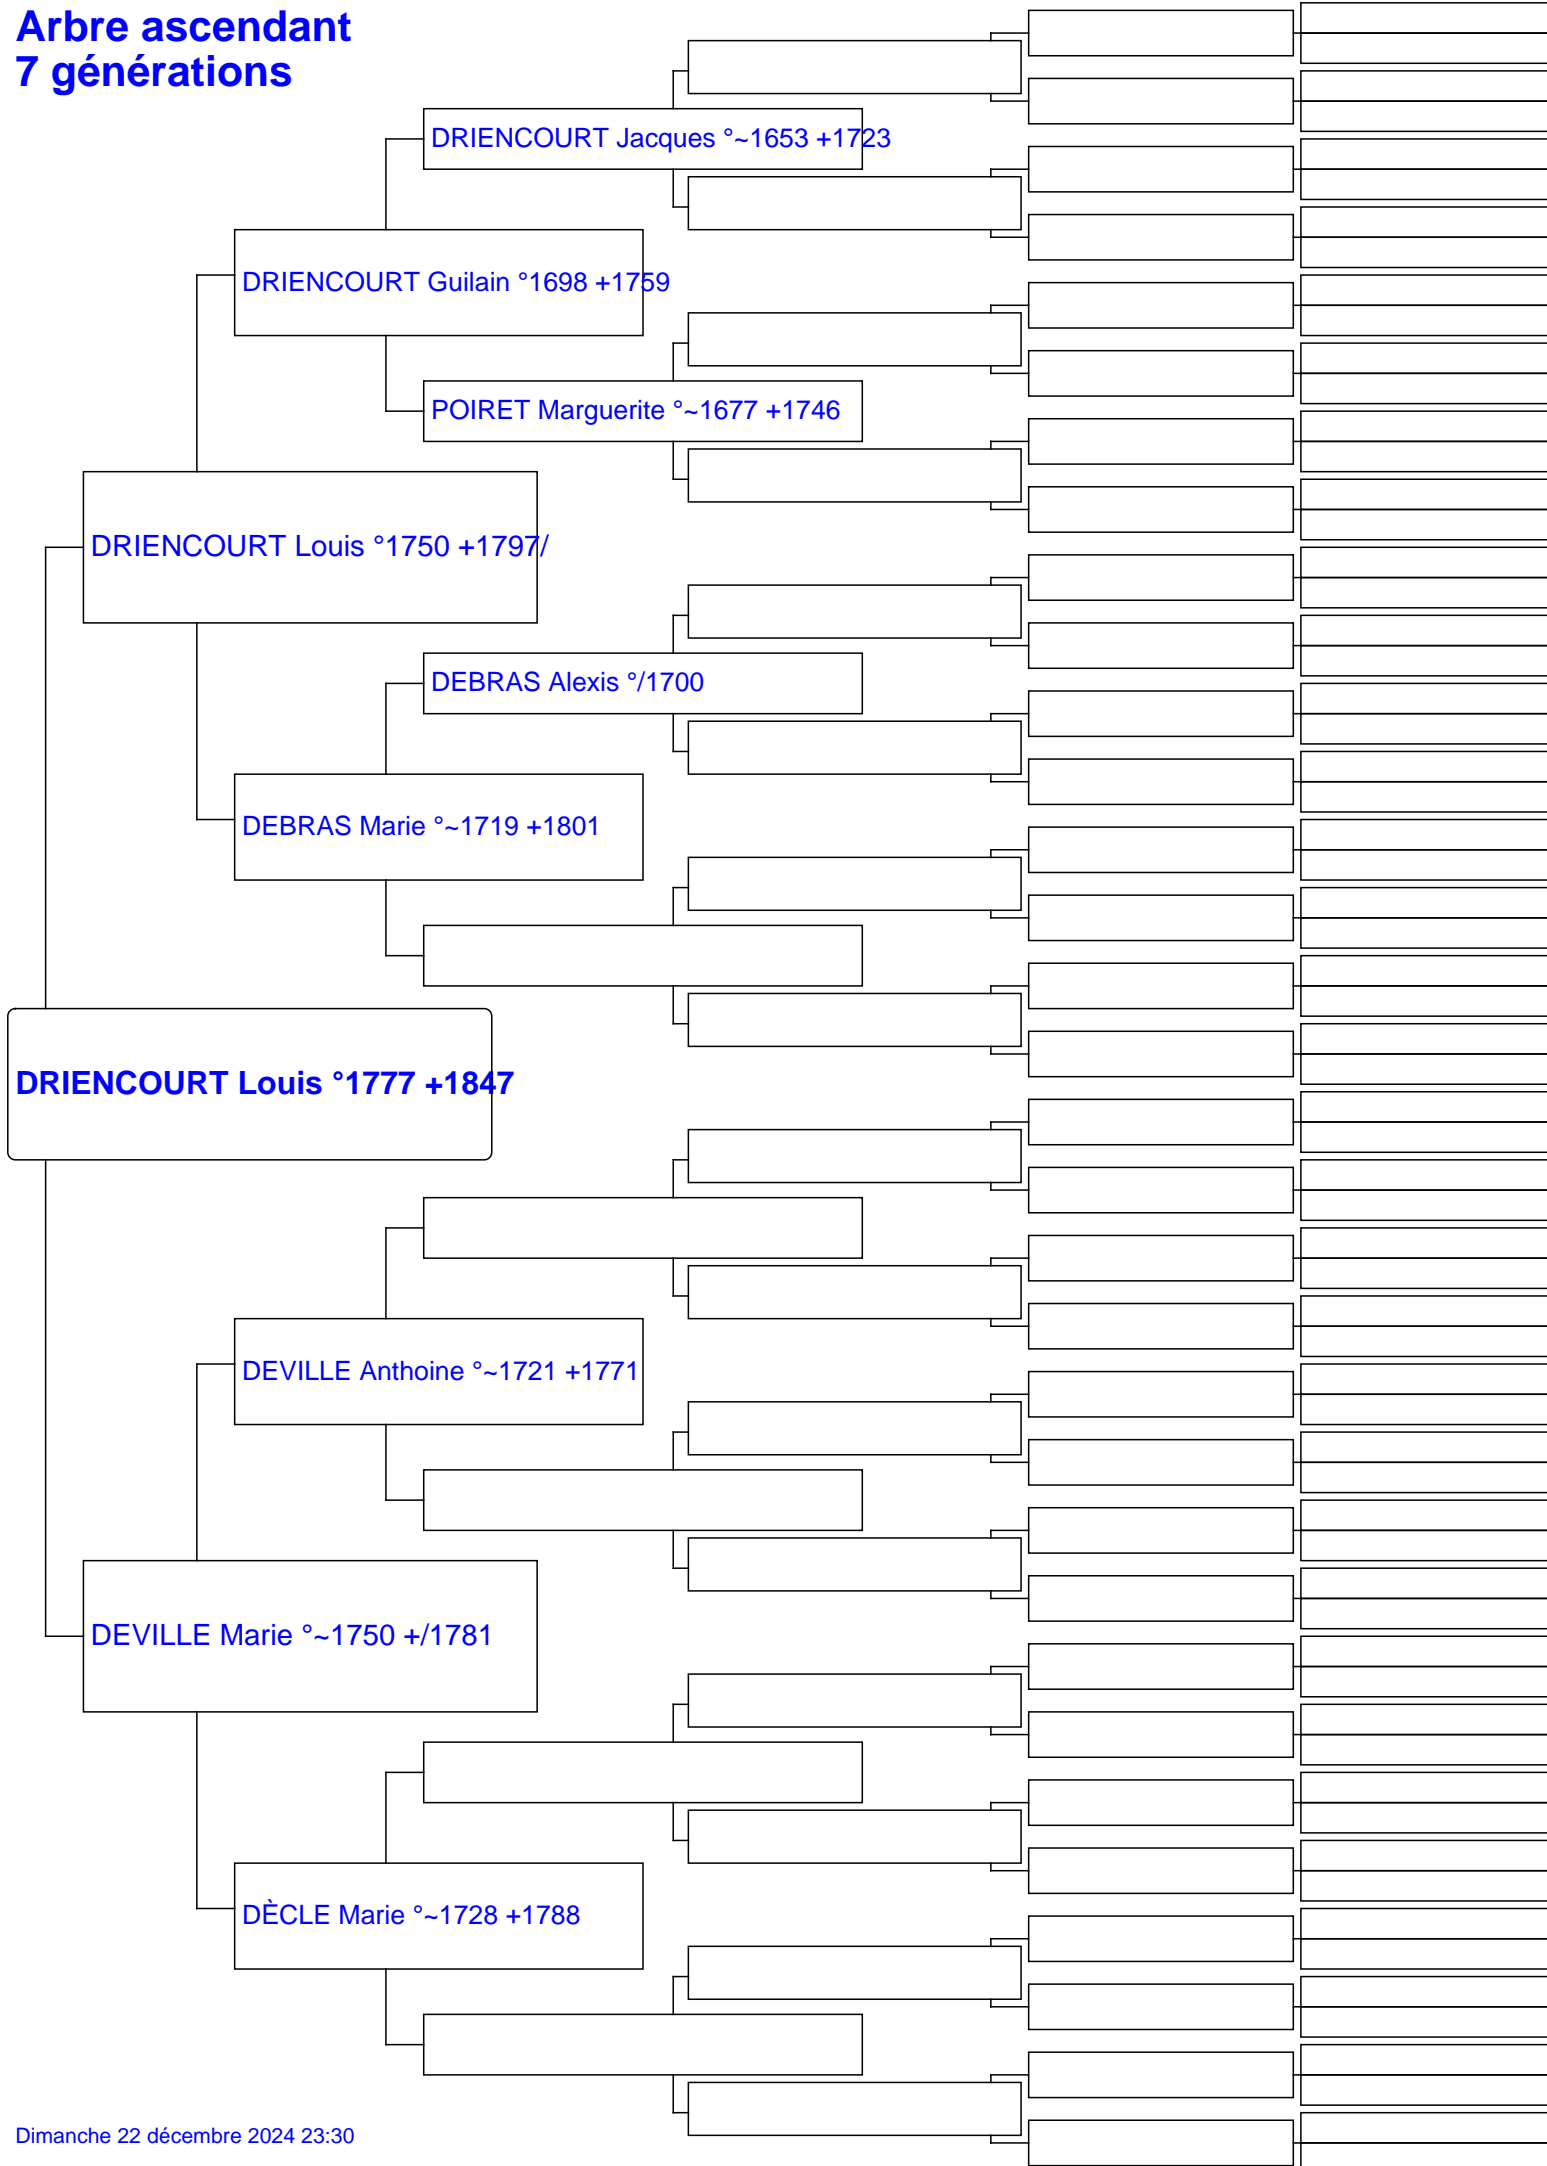 Arbre ascendant
7 générations
DRIENCOURT Jacques °~1653 +1723
DRIENCOURT Guilain °1698 +1759
POIRET Marguerite °~1677 +1746
DRIENCOURT Louis °1750 +1797/
DEBRAS Alexis °/1700
DEBRAS Marie °~1719 +1801
DRIENCOURT Louis °1777 +1847
DEVILLE Anthoine °~1721 +1771
DEVILLE Marie °~1750 +/1781
DÈCLE Marie °~1728 +1788
Dimanche 22 décembre 2024 23:30